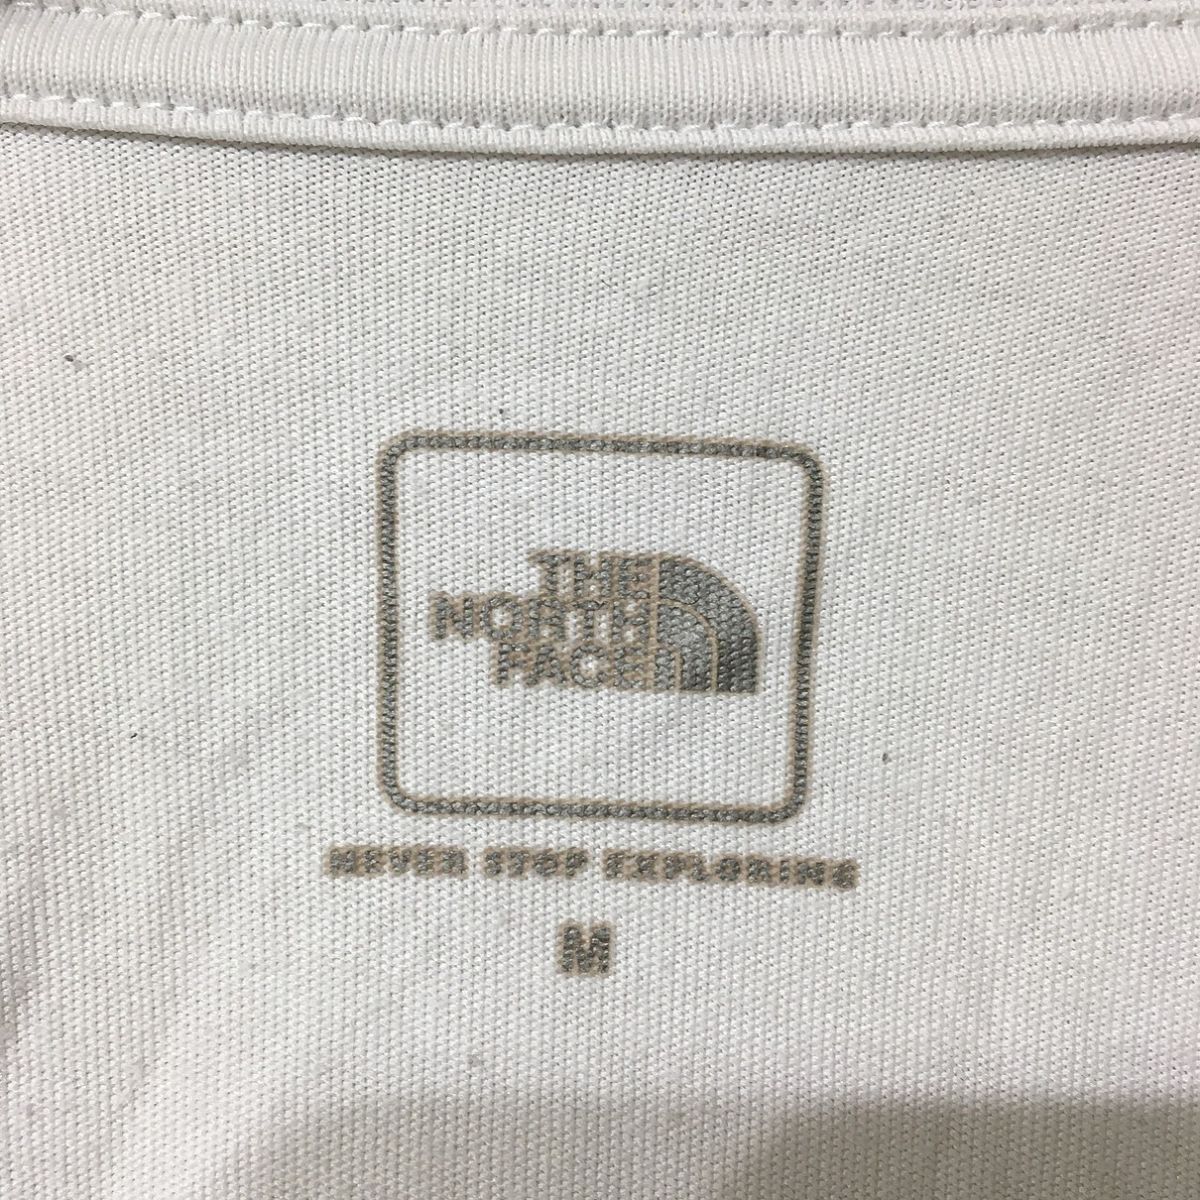 THE
NORTH
FACE
NEVER STOP EXPLORING
M